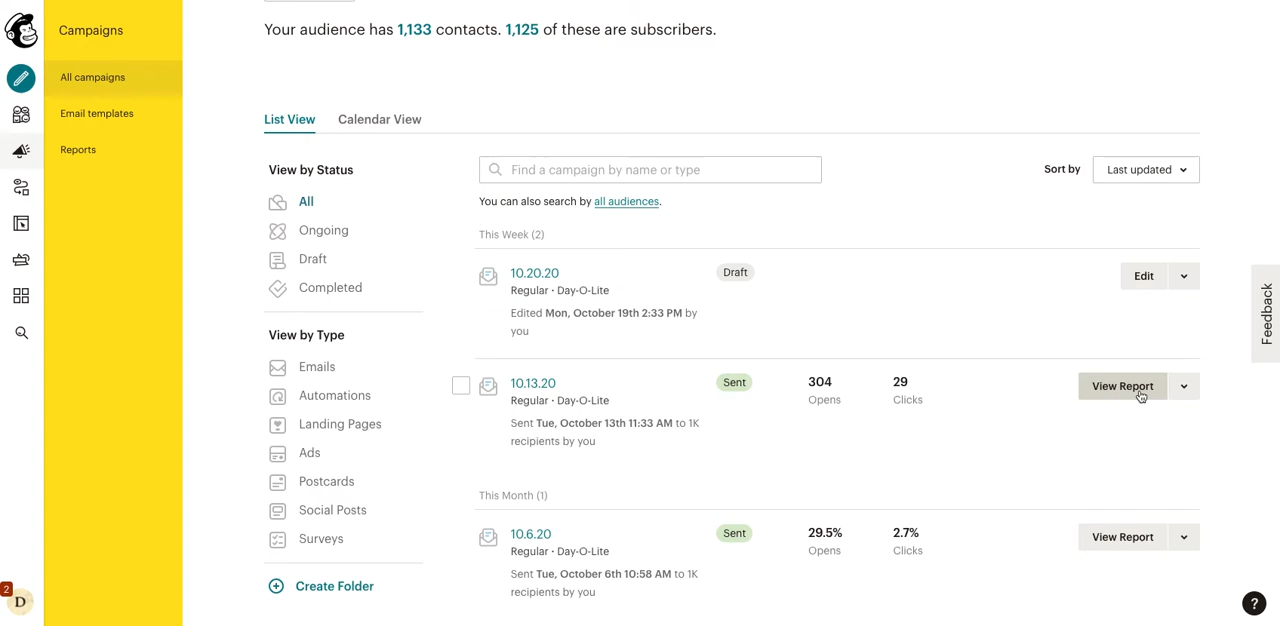 Campaigns
All campaigns
Email templates
Reports
2
D
Your audience has 1,133 contacts. 1,125 of these are subscribers.
List View Calendar View
View by Status
All
Ongoing
Draft
Completed
View by Type
Emails
Automations
Landing Pages
Ads
Postcards
Social Posts
Surveys
Create Folder
Find a campaign by name or type
Sort by Last updated
You can also search by all audiences.
This Week (2)
10.20.20 Draft Edit
Regular · Day-O-Lite
Edited Mon, October 19th 2:33 PM by
you
10.13.20 Sent 304 29 View Report
Regular · Day-O-Lite Opens Clicks
Sent Tue, October 13th 11:33 AM to 1K
recipients by you
This Month (1)
10.6.20 Sent 29.5% 2.7% View Report
Regular · Day-O-Lite Opens Clicks
Sent Tue, October 6th 10:58 AM to 1K
recipients by you
Feedback
?